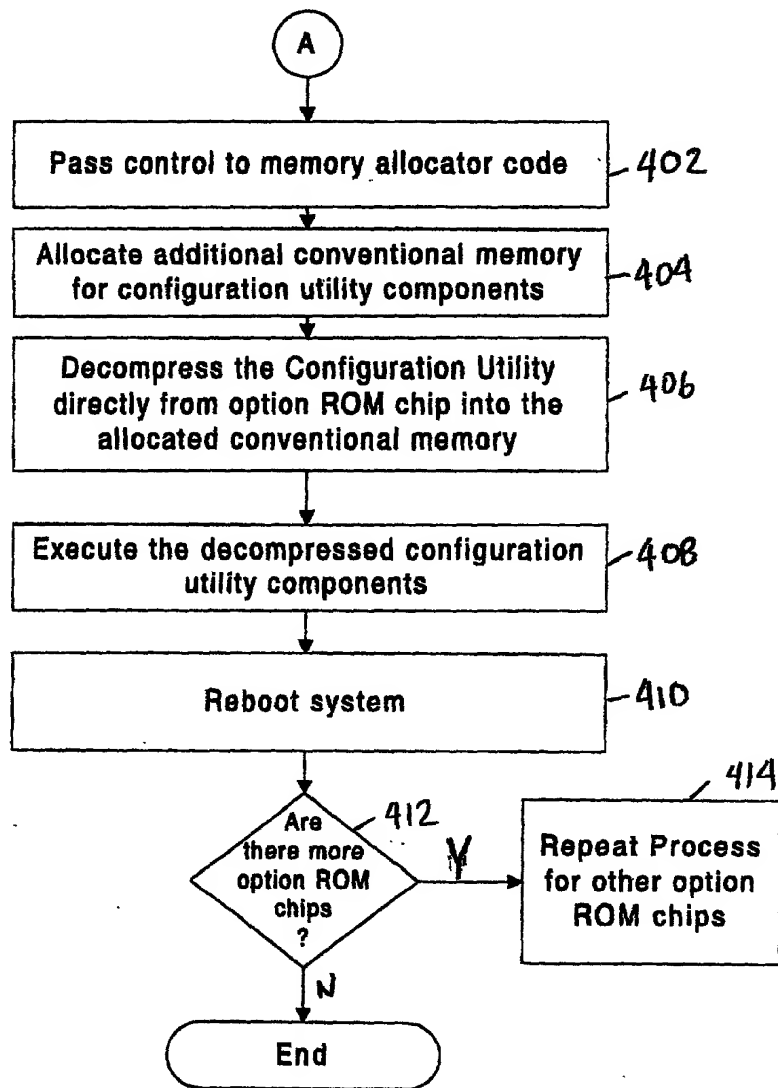 A
Pass control to memory allocator code
402
Allocate additional conventional memory
for configuration utility components
404
Decompress the Configuration Utility
directly from option ROM chip into the
allocated conventional memory
406
Execute the decompressed configuration
utility components
408
Reboot system
410
Are
there more
option ROM
chips
?
412
Y
414
Repeat Process
for other option
ROM chips
N
End